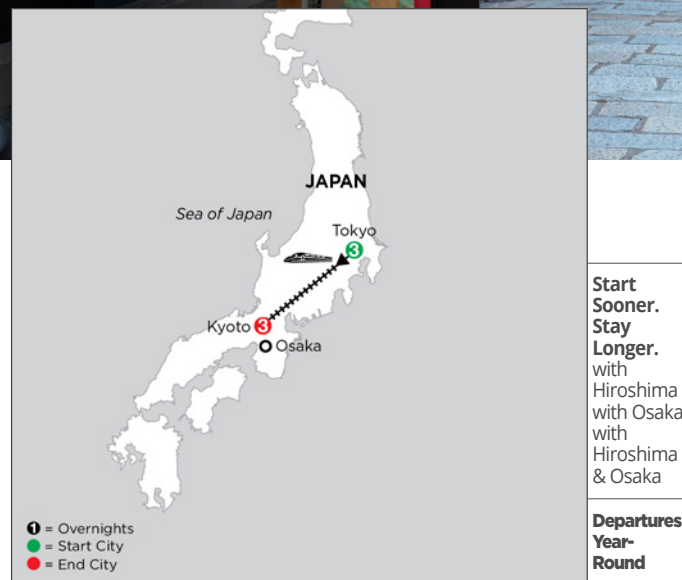 JAPAN
Sea of Japan
Tokyo
3
Kyoto 3
Osaka
1 = Overnights
= Start City
= End City
Start
Sooner.
Stay
Longer.
with
Hiroshima
with Osaka
with
Hiroshima
& Osaka
Departures
Year-
Round